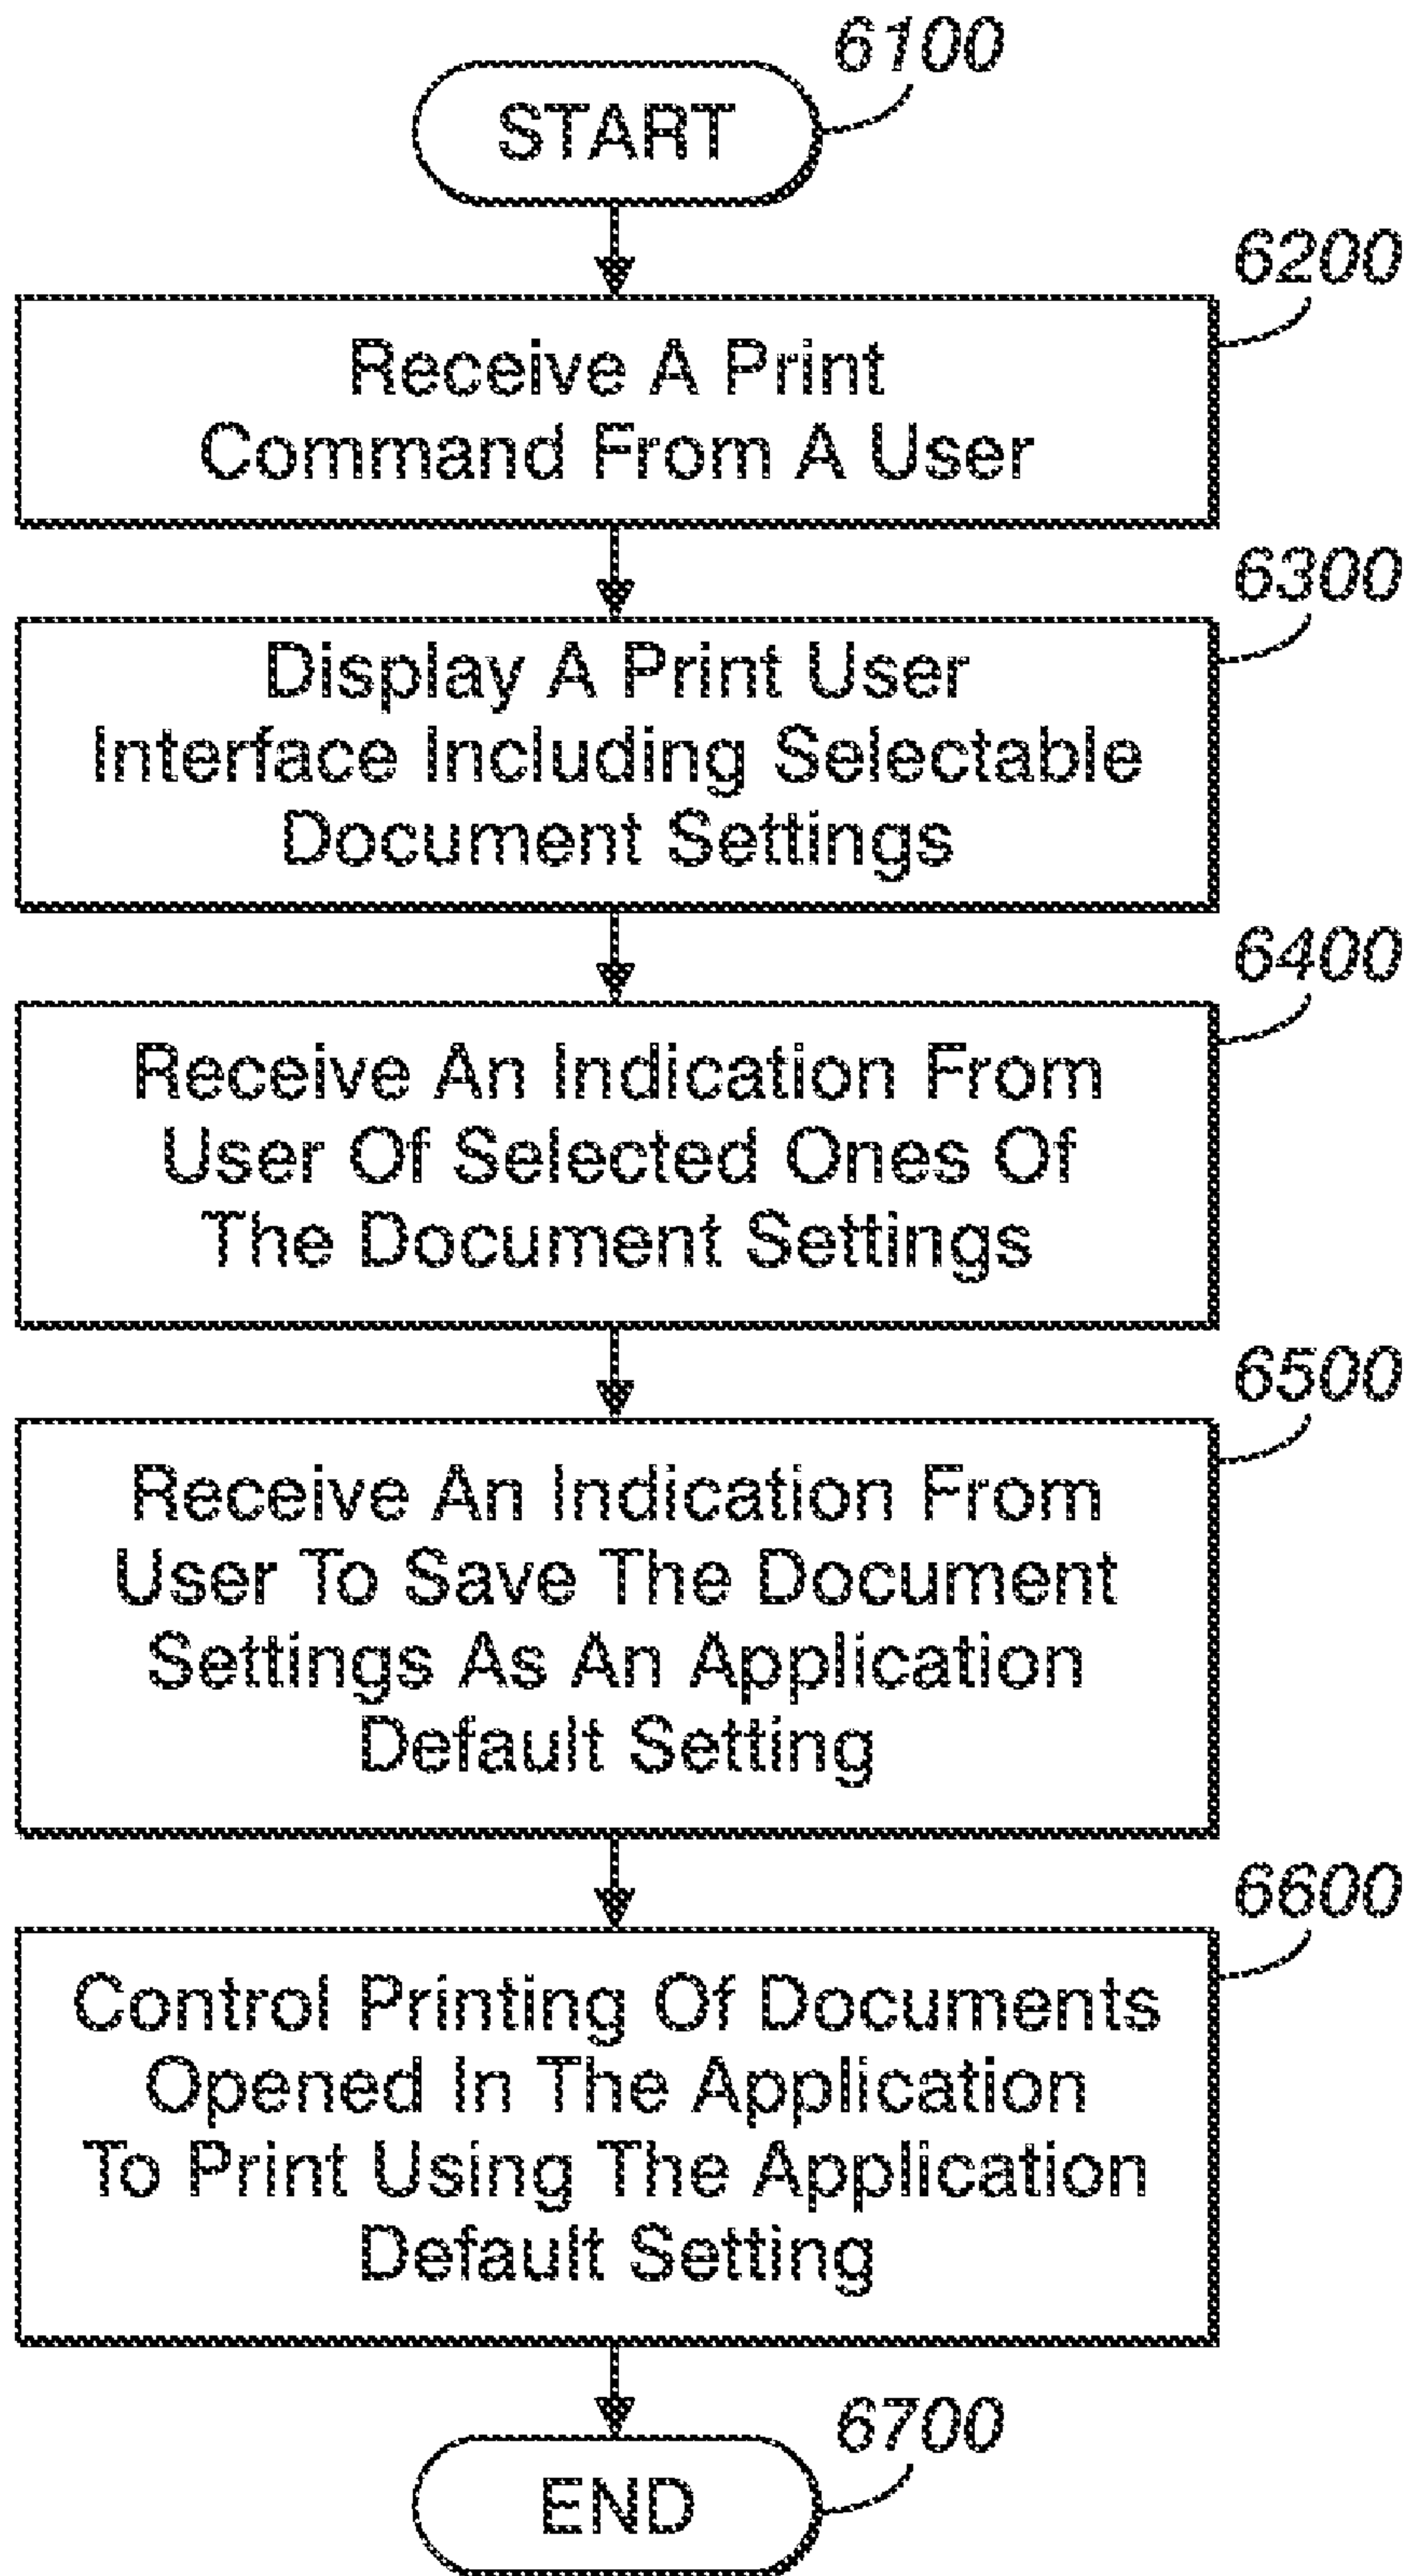 6100
START
6200
Receive A Print
Command From A User
6300
Display A Print User
Interface Including Selectable
Document Settings
6400
Receive An Indication From
User Of Selected Ones Of
The Document Settings
6500
Receive An Indication From
User To Save The Document
Settings As An Application
Default Setting
6600
Control Printing Of Documents
Opened In The Application
To Print Using The Application
Default Setting
6700
END